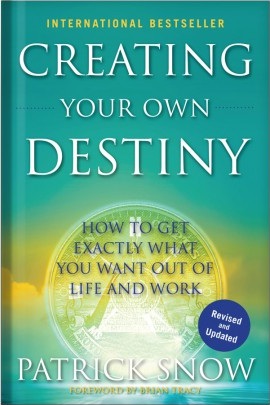 INTERNATIONAL BESTSELLER
CREATING
YOUR OWN
DESTINY
HOW TO GET
EXACTLY WHAT
YOU WANT OUT OF
LIFE AND WORK
Revised
and
Updated
PATRICK SNOW
FOREWORD BY BRIAN TRACY